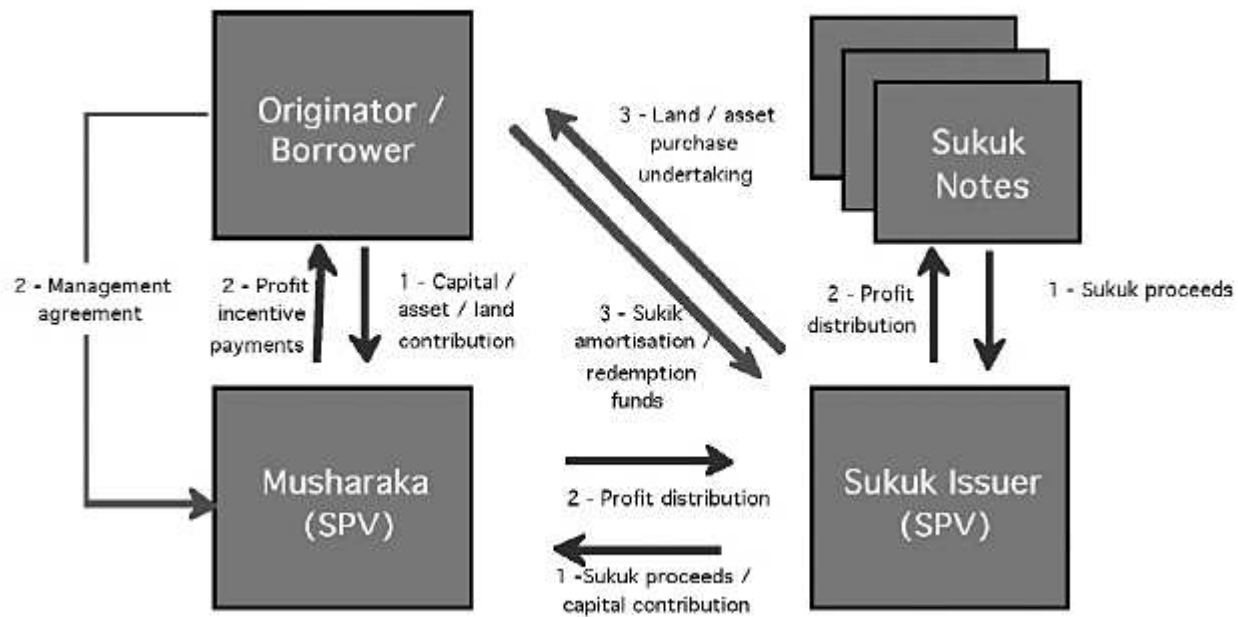 Originator /
Borrower
3 - Land / asset
purchase
undertaking
Sukuk
Notes
2 - Management
agreement
2 - Profit
incentive
payments
1 - Capital /
asset / land
contribution
3 - Sukik
amortisation /
redemption
funds
2 - Profit
distribution
1 - Sukuk proceeds
Musharaka
(SPV)
2 - Profit distribution
1 -Sukuk proceeds /
capital contribution
Sukuk Issuer
(SPV)